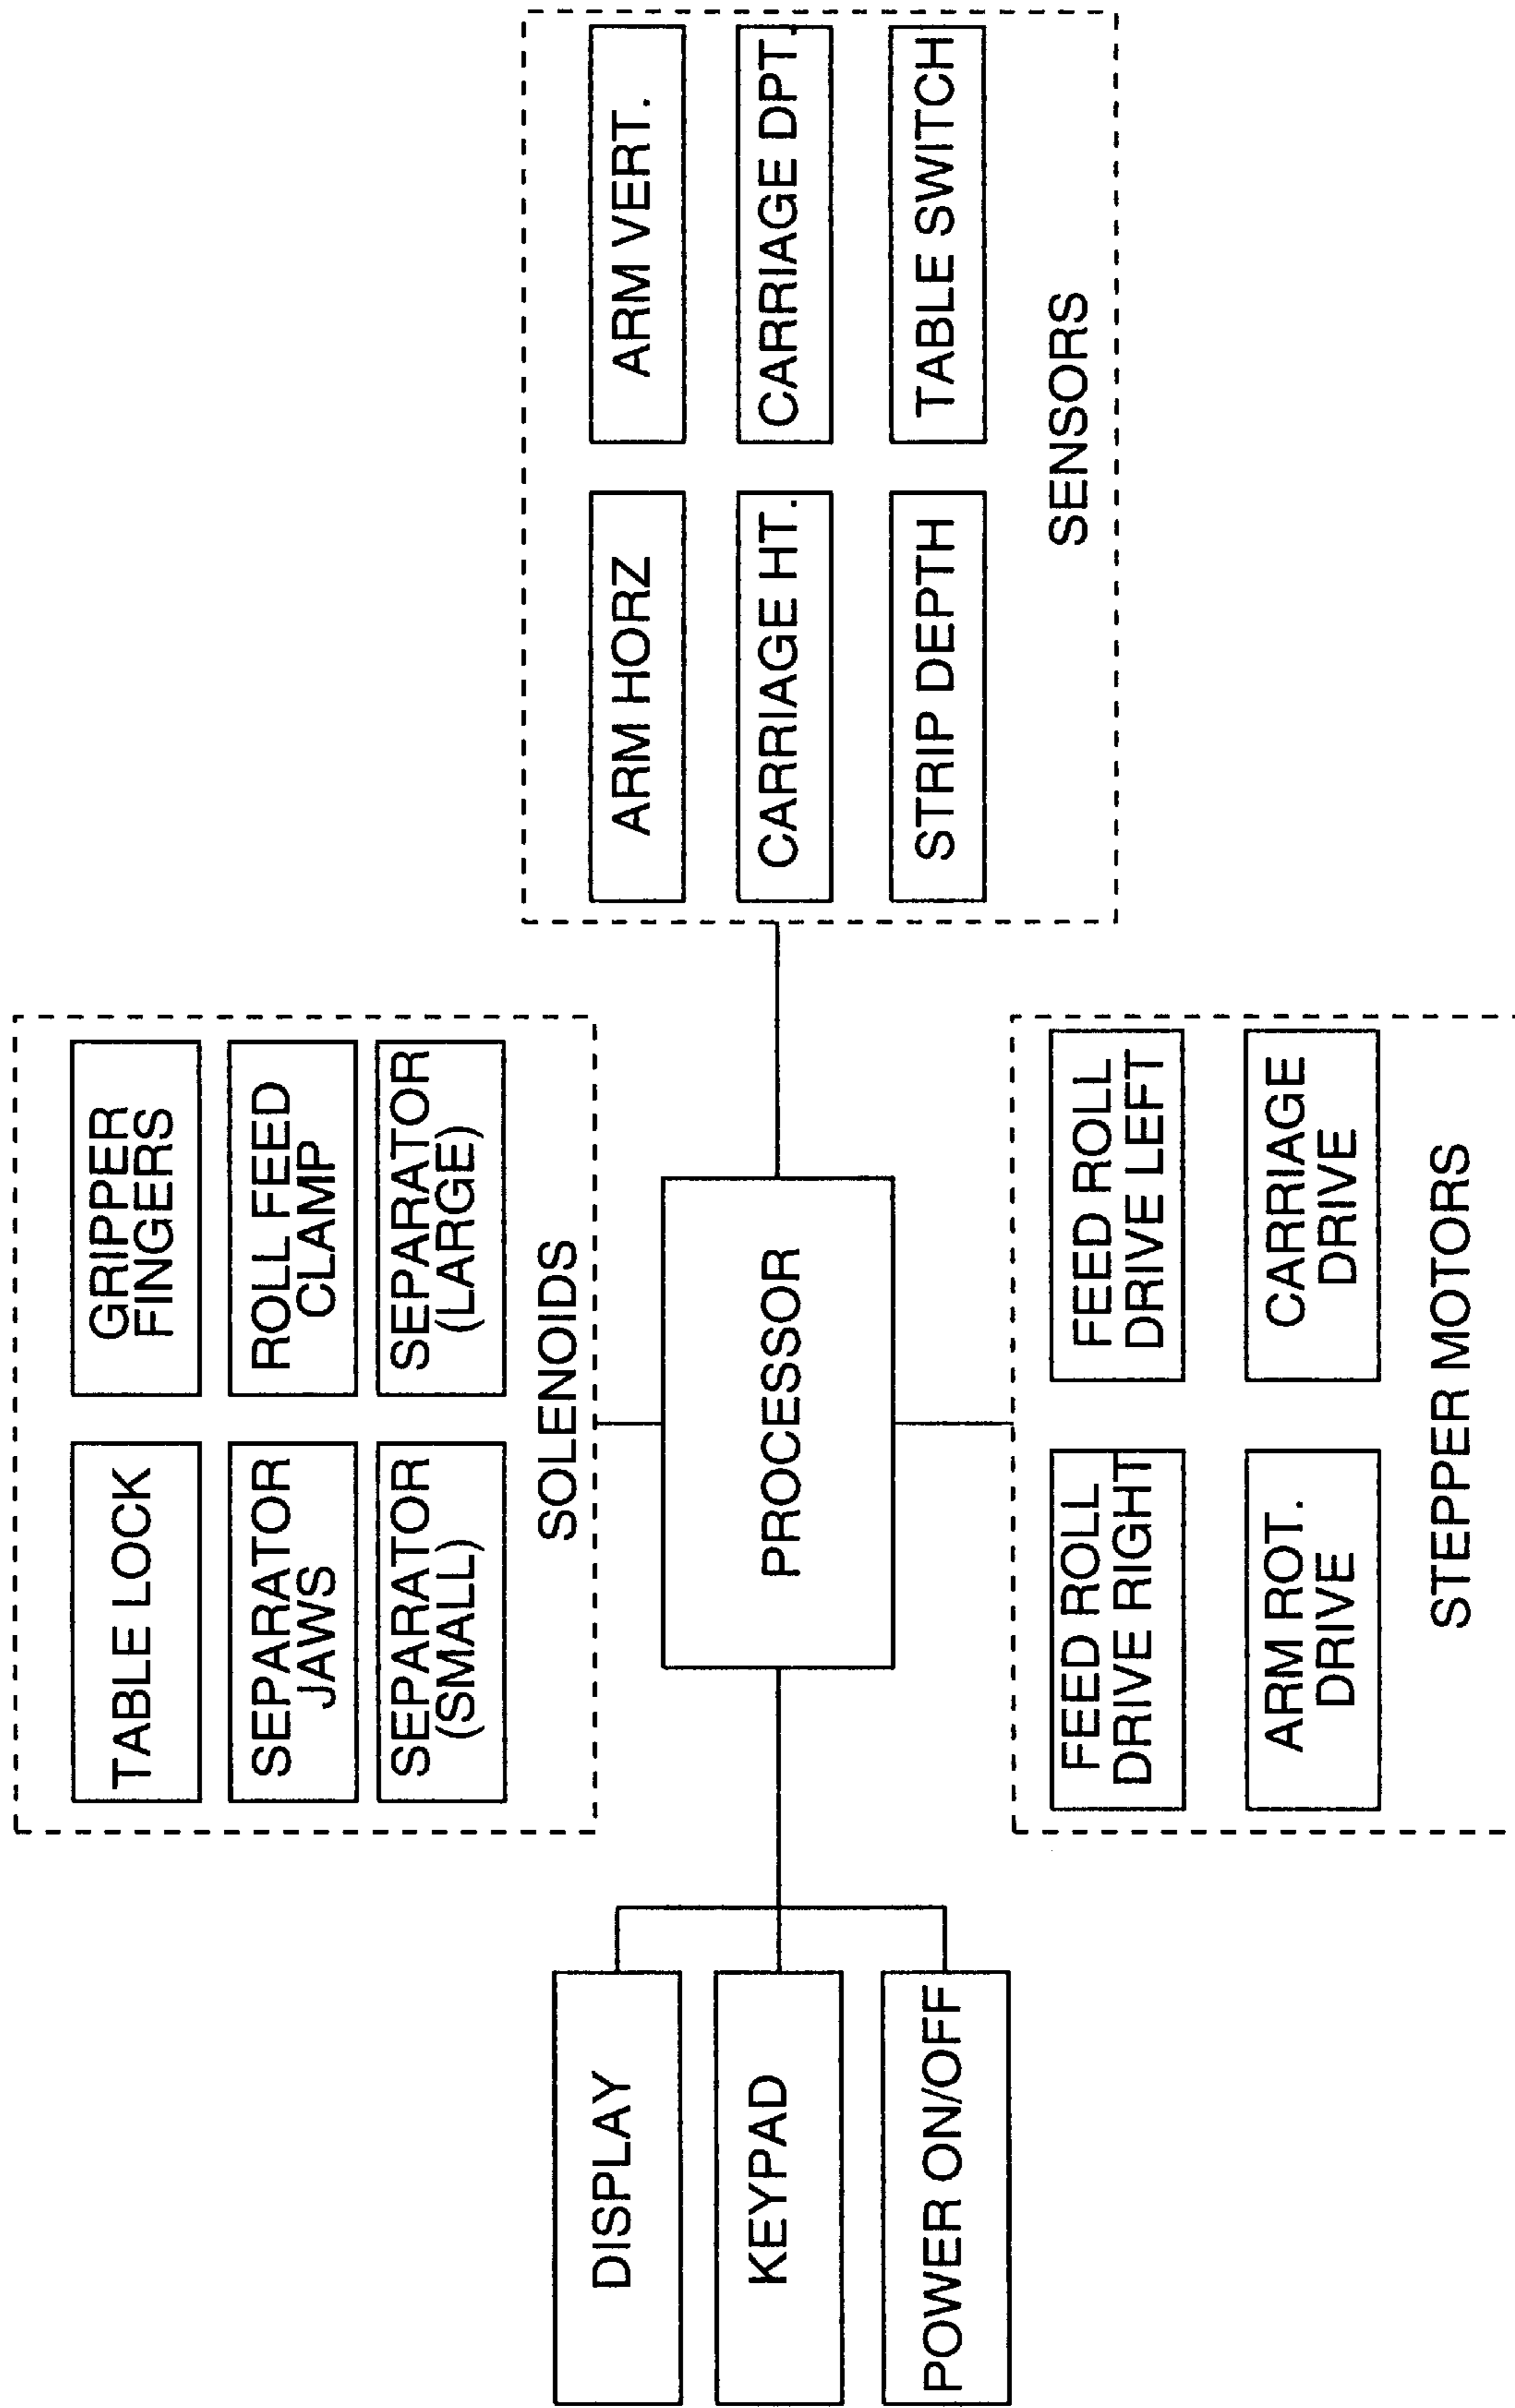 TABLE LOCK
GRIPPER
FINGERS
SEPARATOR
JAWS
ROLL FEED
CLAMP
SEPARATOR
(SMALL)
SEPARATOR
(LARGE)
SOLENOIDS
DISPLAY
KEYPAD
POWER ON/OFF
PROCESSOR
ARM HORZ
ARM VERT.
CARRIAGE HT.
CARRIAGE DPT.
STRIP DEPTH
TABLE SWITCH
SENSORS
FEED ROLL
DRIVE RIGHT
FEED ROLL
DRIVE LEFT
ARM ROT.
DRIVE
CARRIAGE
DRIVE
STEPPER MOTORS